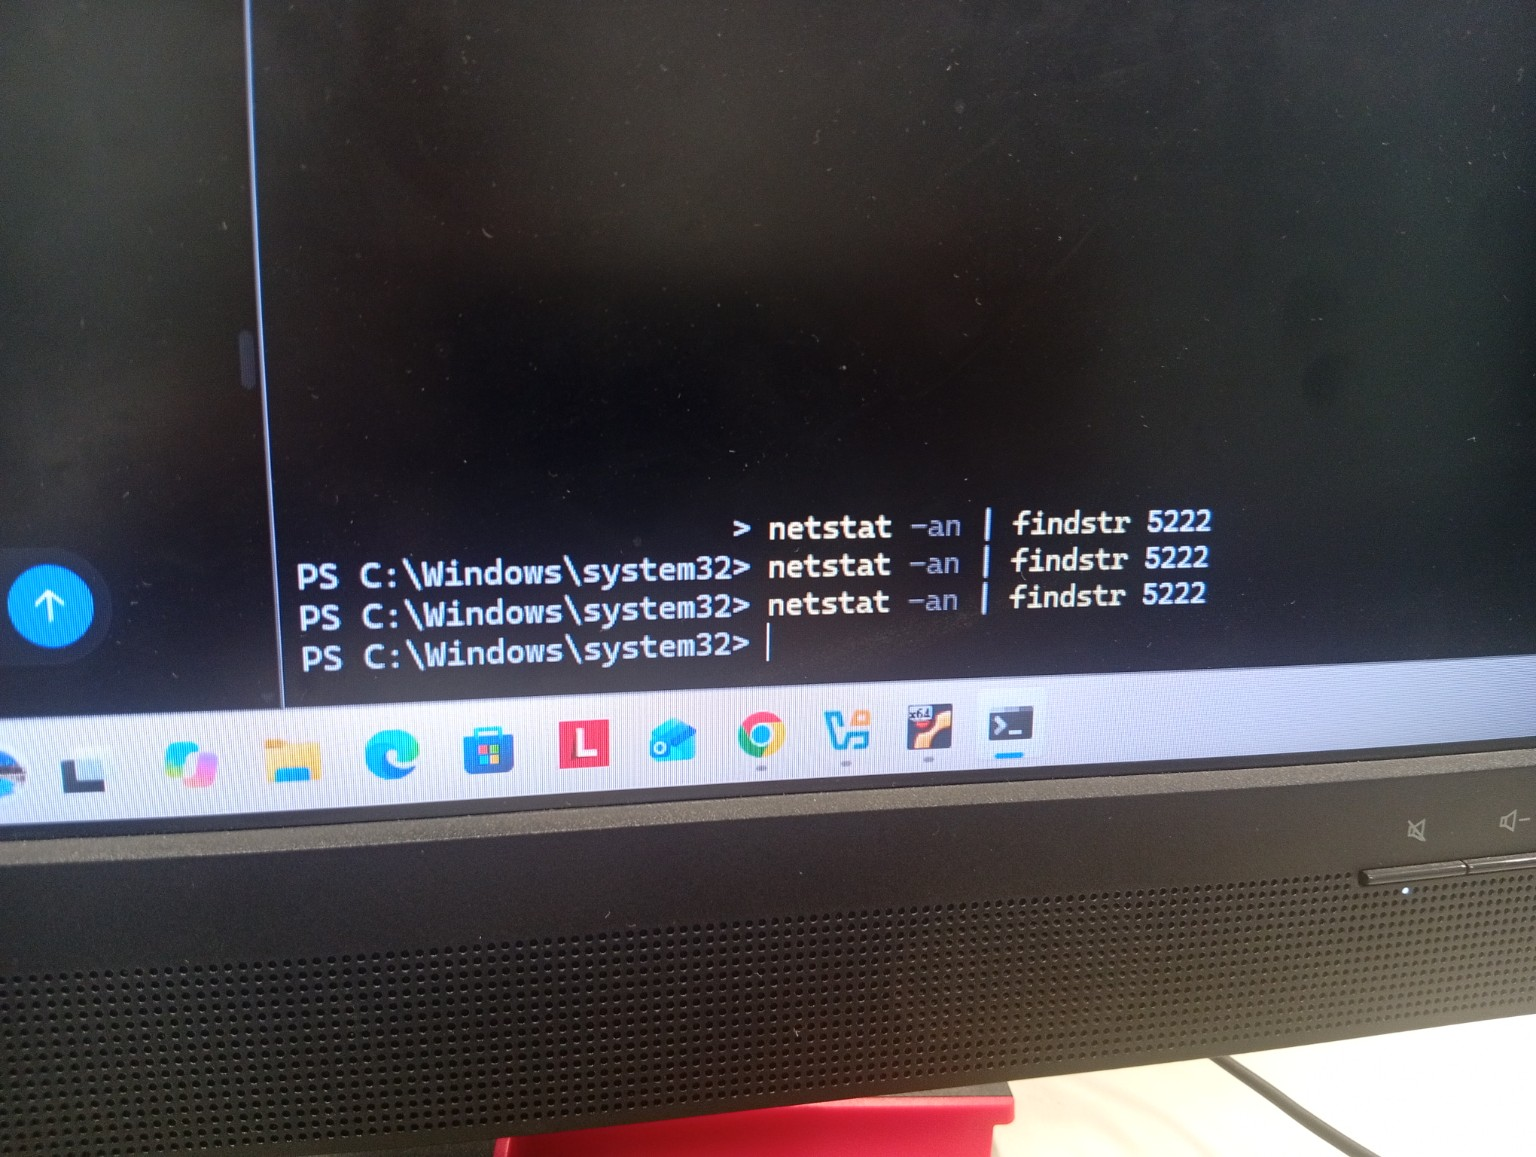 > netstat -an | findstr 5222
PS C:\Windows\system32> netstat -an | findstr 5222
PS C:\Windows\system32> netstat -an | findstr 5222
PS C:\Windows\system32>
L
x64